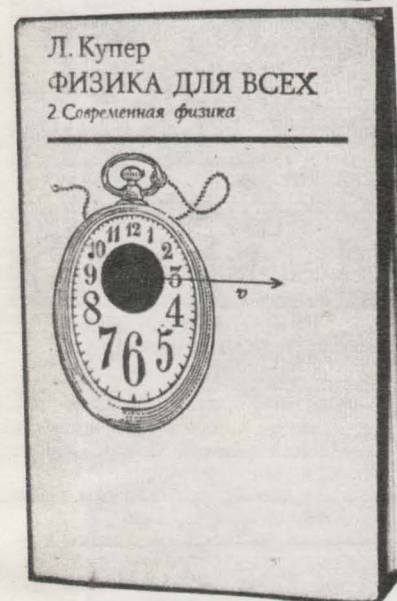 Л. Купер
ФИЗИКА ДЛЯ ВСЕХ
2 Современная физика
11 12 1
10 2
9 3
v
8 4
7 6 5